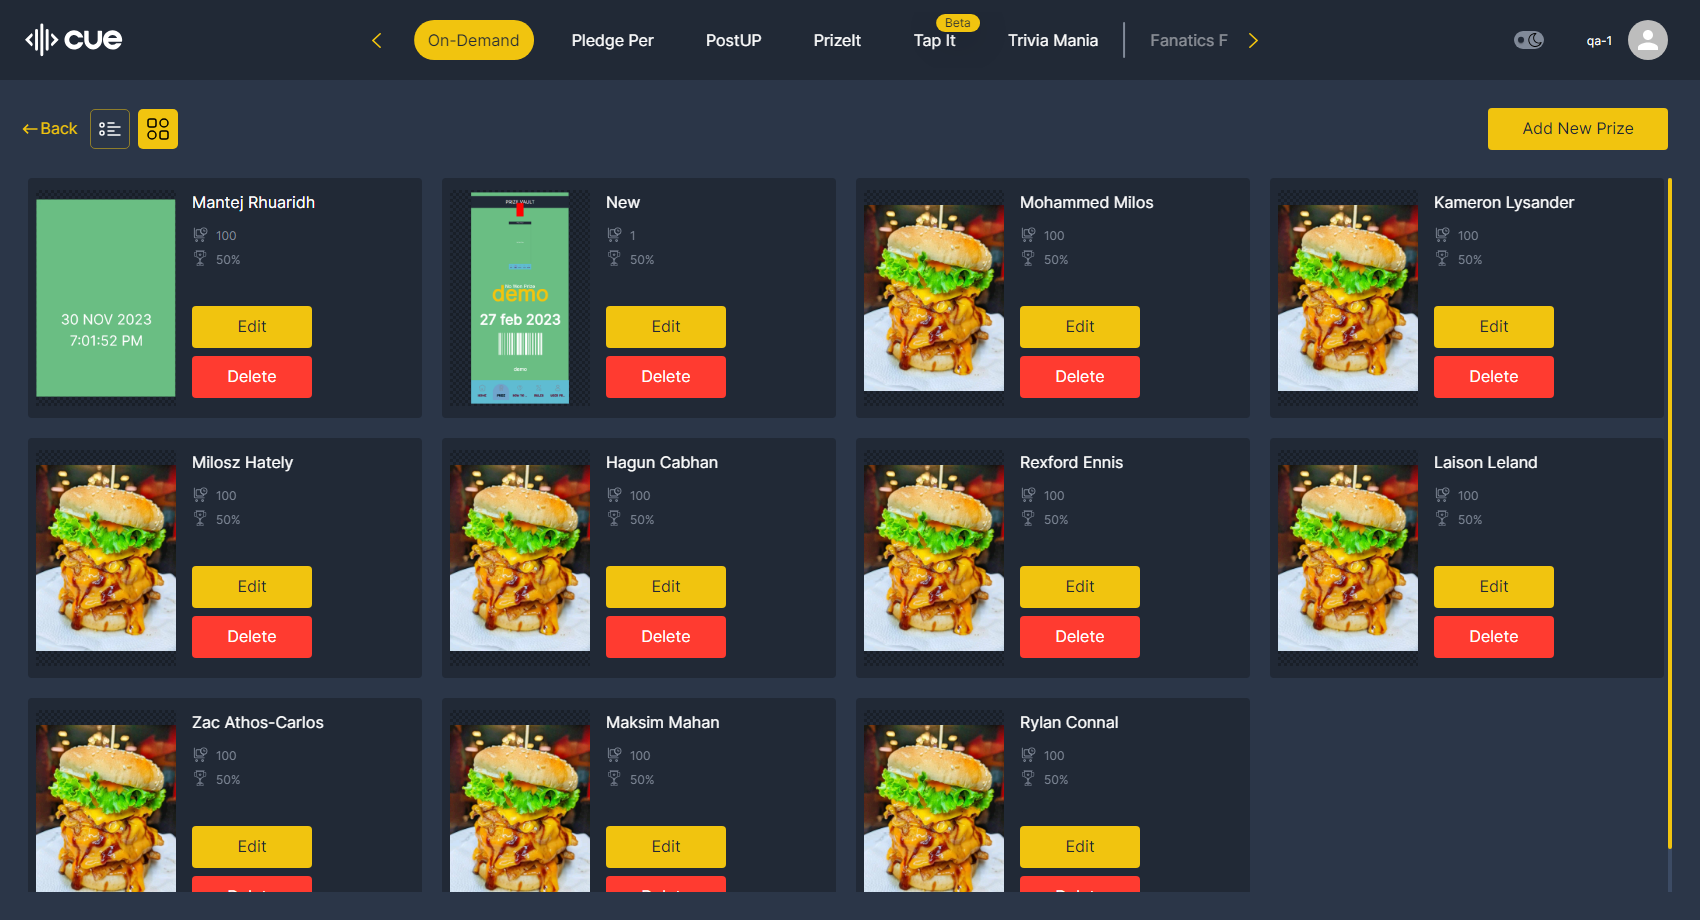 cue
On-Demand
Pledge Per
PostUP
PrizeIt
Beta
Tap It
Trivia Mania
Fanatics F
qa-1
Back
Add New Prize
Mantej Rhuaridh
100
50%
30 NOV 2023
7:01:52 PM
Edit
Delete
New
1
50%
PRIZE VAULT
demo
27 feb 2023
demo
Edit
Delete
Mohammed Milos
100
50%
Edit
Delete
Kameron Lysander
100
50%
Edit
Delete
Milosz Hately
100
50%
Edit
Delete
Hagun Cabhan
100
50%
Edit
Delete
Rexford Ennis
100
50%
Edit
Delete
Laison Leland
100
50%
Edit
Delete
Zac Athos-Carlos
100
50%
Edit
Delete
Maksim Mahan
100
50%
Edit
Delete
Rylan Connal
100
50%
Edit
Delete